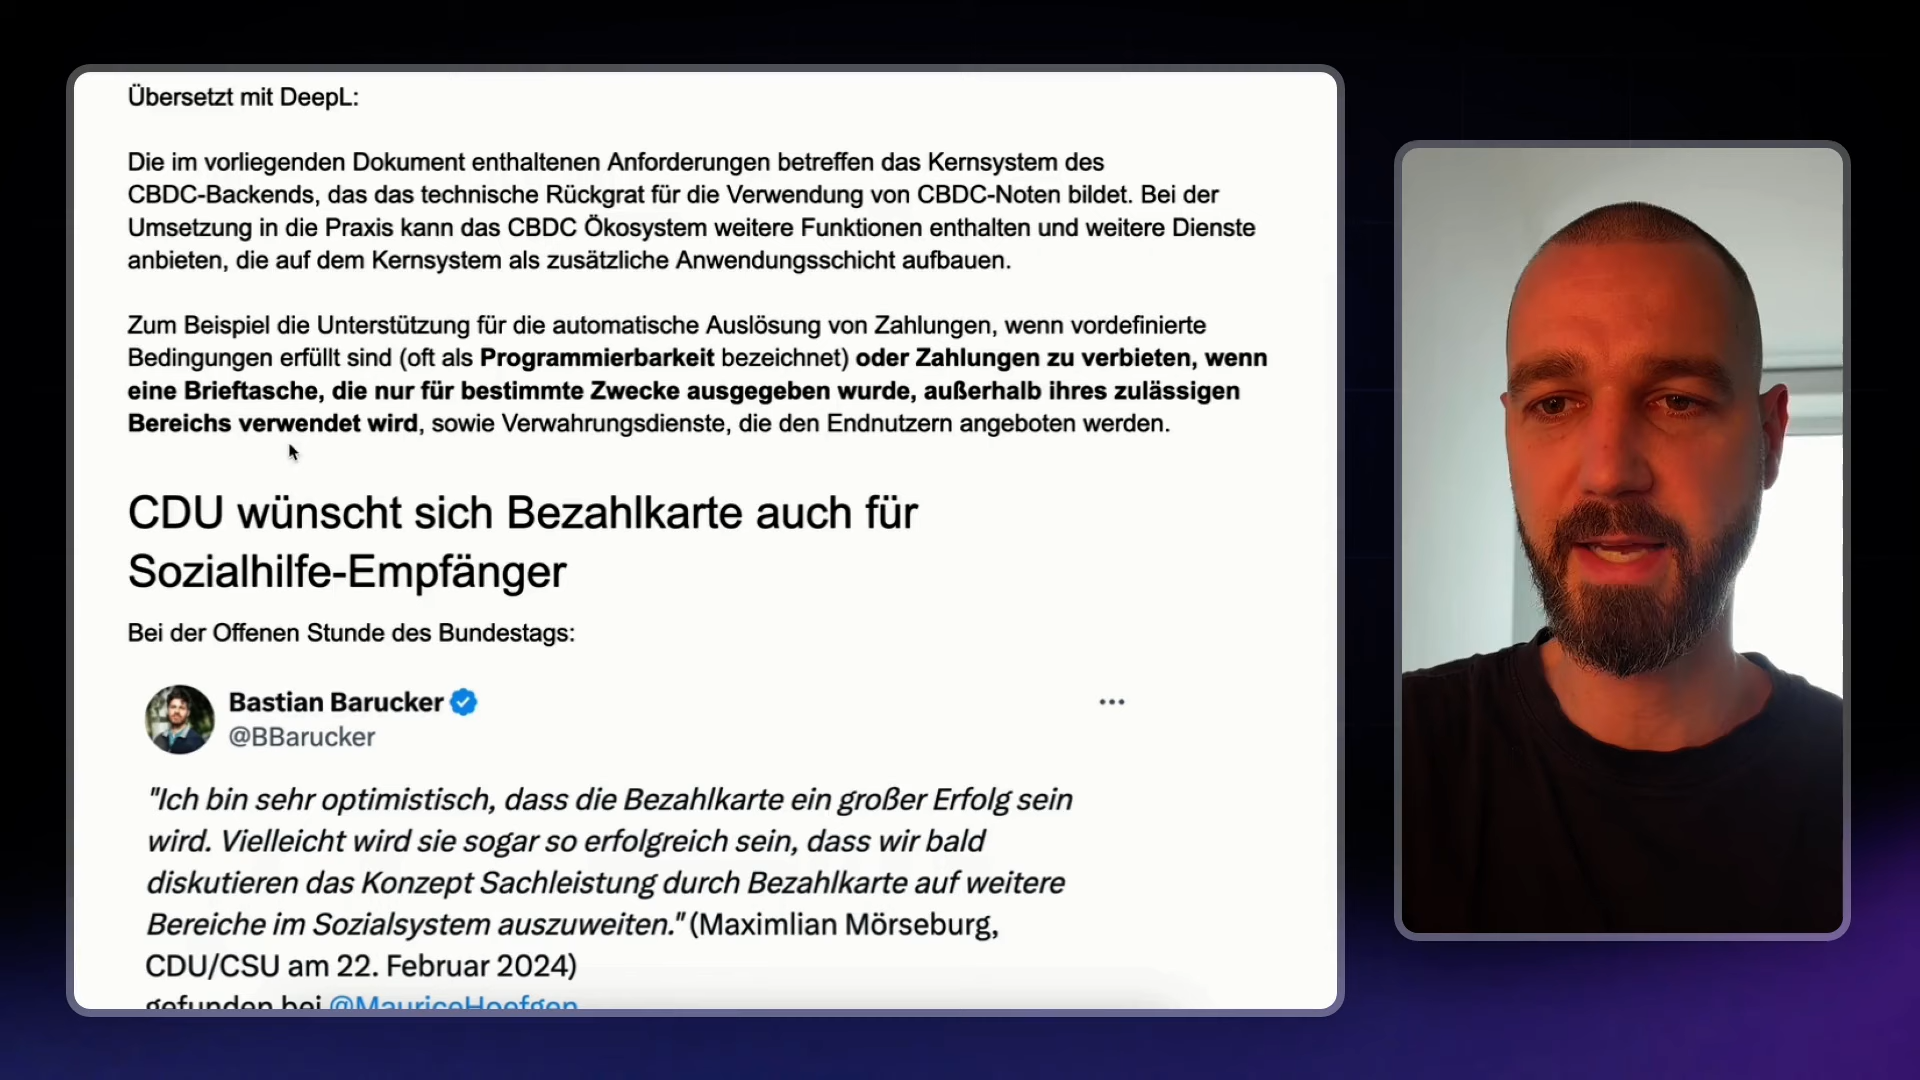 Übersetzt mit DeepL:
Die im vorliegenden Dokument enthaltenen Anforderungen betreffen das Kernsystem des
CBDC-Backends, das das technische Rückgrat für die Verwendung von CBDC-Noten bildet. Bei der
Umsetzung in die Praxis kann das CBDC Ökosystem weitere Funktionen enthalten und weitere Dienste
anbieten, die auf dem Kernsystem als zusätzliche Anwendungsschicht aufbauen.
Zum Beispiel die Unterstützung für die automatische Auslösung von Zahlungen, wenn vordefinierte
Bedingungen erfüllt sind (oft als Programmierbarkeit bezeichnet) oder Zahlungen zu verbieten, wenn
eine Brieftasche, die nur für bestimmte Zwecke ausgegeben wurde, außerhalb ihres zulässigen
Bereichs verwendet wird, sowie Verwahrungsdienste, die den Endnutzern angeboten werden.
CDU wünscht sich Bezahlkarte auch für
Sozialhilfe-Empfänger
Bei der Offenen Stunde des Bundestags:
Bastian Barucker
@BBarucker
"Ich bin sehr optimistisch, dass die Bezahlkarte ein großer Erfolg sein
wird. Vielleicht wird sie sogar so erfolgreich sein, dass wir bald
diskutieren das Konzept Sachleistung durch Bezahlkarte auf weitere
Bereiche im Sozialsystem auszuweiten." (Maximlian Mörseburg,
CDU/CSU am 22. Februar 2024)
gefunden bei @MauriceHoefgen